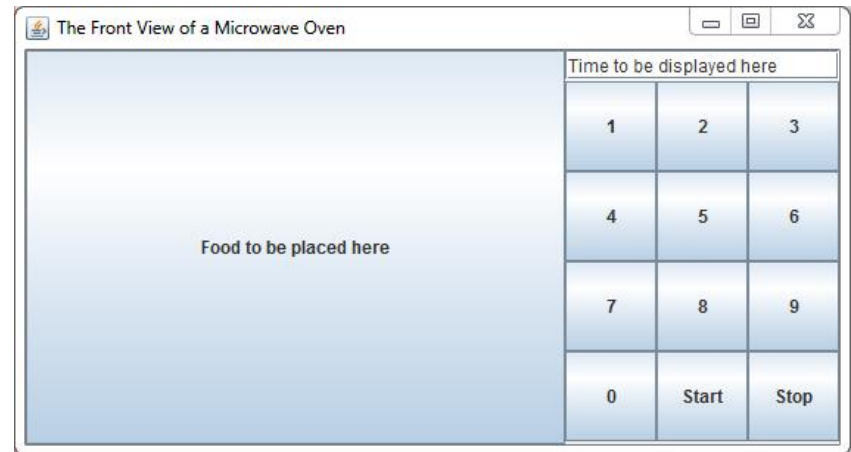 The Front View of a Microwave Oven
Time to be displayed here
1 2 3
4 5 6
Food to be placed here
7 8 9
0 Start Stop